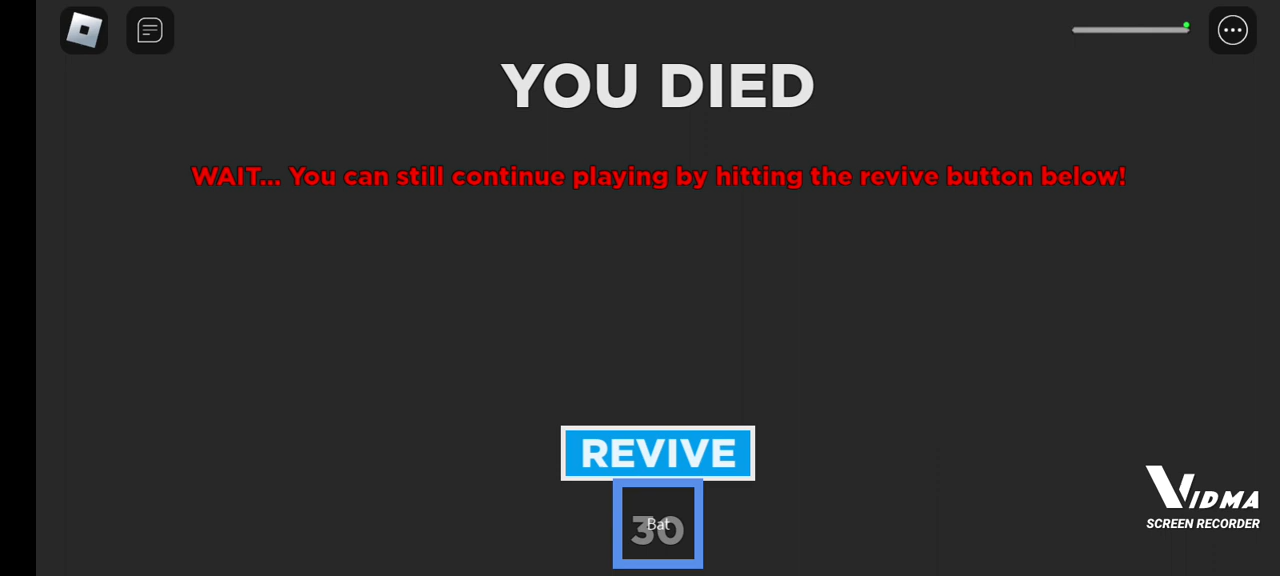 YOU DIED
WAIT... You can still continue playing by hitting the revive button below!
REVIVE
30
Bat
VIDMA
SCREEN RECORDER